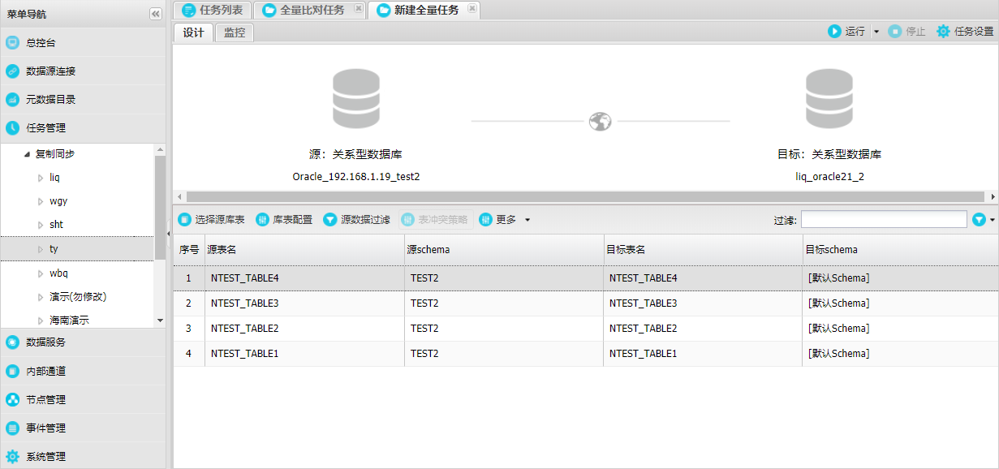 菜单导航
总控台
数据源连接
元数据目录
任务管理
复制同步
liq
wgy
sht
ty
wbq
演示(勿修改)
海南演示
数据服务
内部通道
节点管理
事件管理
系统管理
任务列表 全量比对任务 新建全量任务
设计 监控 运行 停止 任务设置
源：关系型数据库 目标：关系型数据库
Oracle_192.168.1.19_test2 liq_oracle21_2
选择源库表 库表配置 源数据过滤 表冲突策略 更多 过滤:
序号 源表名 源schema 目标表名 目标schema
1 NTEST_TABLE4 TEST2 NTEST_TABLE4 [默认Schema]
2 NTEST_TABLE3 TEST2 NTEST_TABLE3 [默认Schema]
3 NTEST_TABLE2 TEST2 NTEST_TABLE2 [默认Schema]
4 NTEST_TABLE1 TEST2 NTEST_TABLE1 [默认Schema]